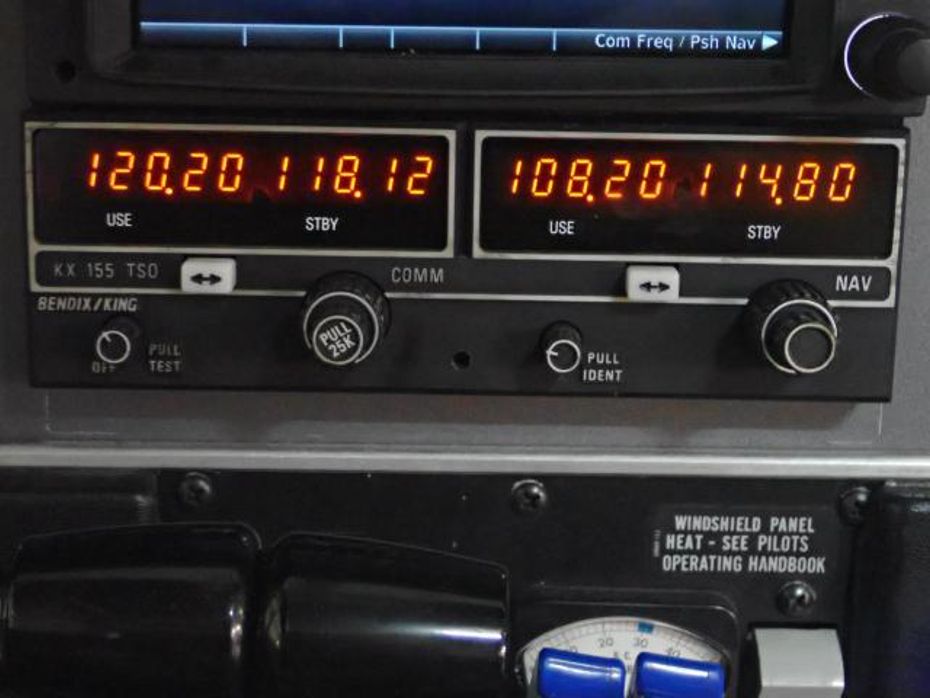 Com Freq / Psh Nav
120.20 118.12
108.20 114.80
USE STBY
USE STBY
KX 155 TSO
COMM
NAV
BENDIX/KING
PULL
25K
OFF
PULL
TEST
PULL
IDENT
WINDSHIELD PANEL
HEAT - SEE PILOTS
OPERATING HANDBOOK
20 30